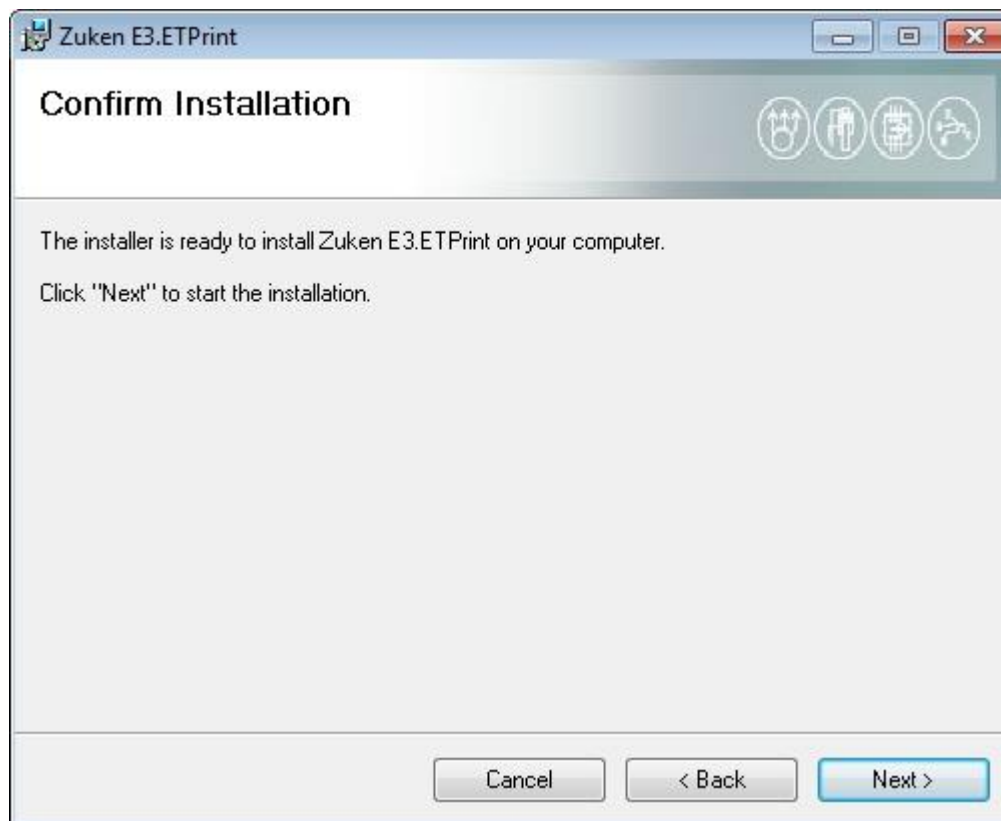 Zuken E3.ETPrint
Confirm Installation
The installer is ready to install Zuken E3.ETPrint on your computer.
Click "Next" to start the installation.
Cancel
< Back
Next >